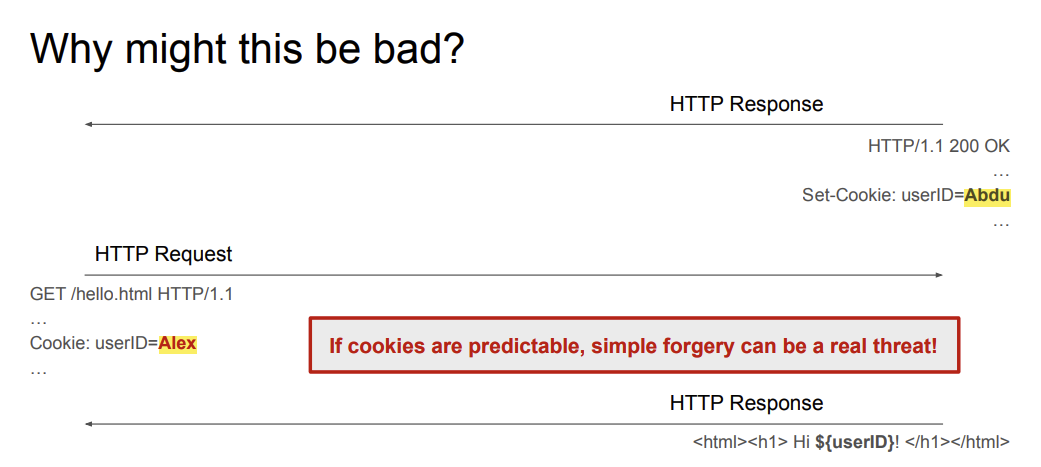 Why might this be bad?
HTTP Response
HTTP/1.1 200 OK
…
Set-Cookie: userID=Abdu
…
HTTP Request
GET /hello.html HTTP/1.1
…
Cookie: userID=Alex
…
If cookies are predictable, simple forgery can be a real threat!
HTTP Response
<html><h1> Hi ${userID}! </h1></html>